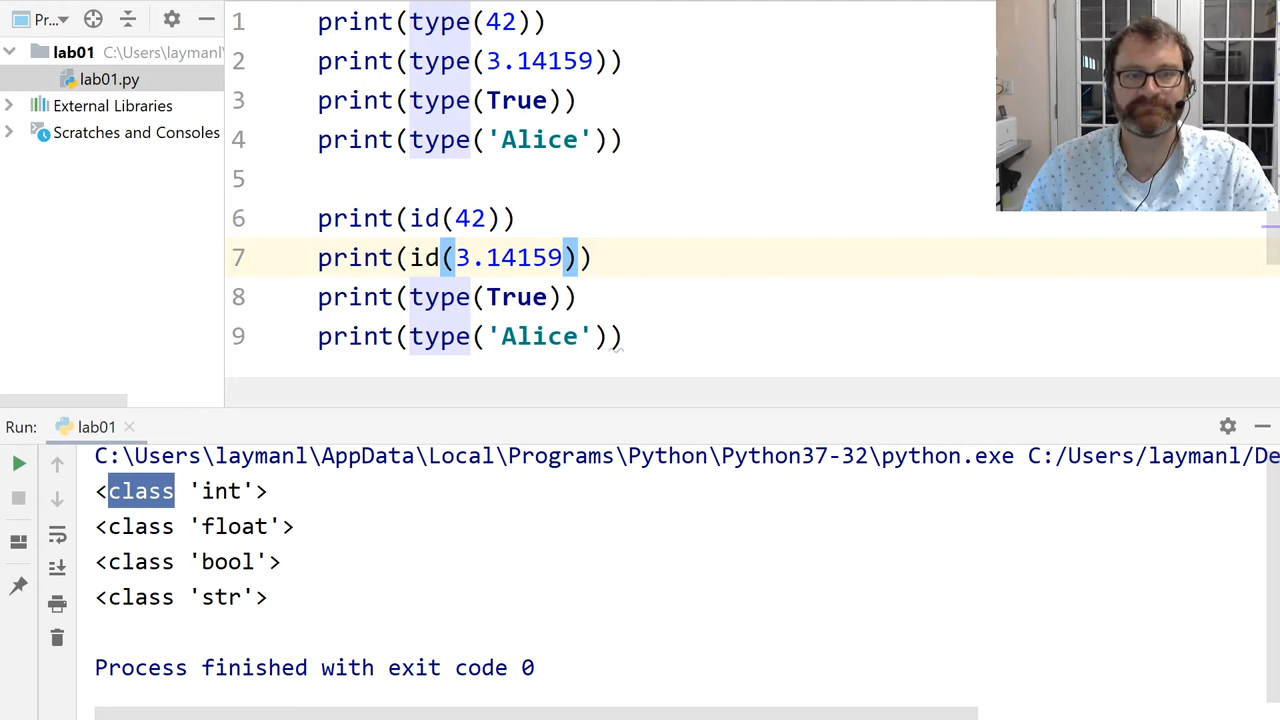 Pr...
lab01 C:\Users\laymanl\
lab01.py
External Libraries
Scratches and Consoles
1 print(type(42))
2 print(type(3.14159))
3 print(type(True))
4 print(type('Alice'))
5
6 print(id(42))
7 print(id(3.14159))
8 print(type(True))
9 print(type('Alice'))
Run: lab01
C:\Users\laymanl\AppData\Local\Programs\Python\Python37-32\python.exe C:/Users/laymanl/De
<class 'int'>
<class 'float'>
<class 'bool'>
<class 'str'>
Process finished with exit code 0